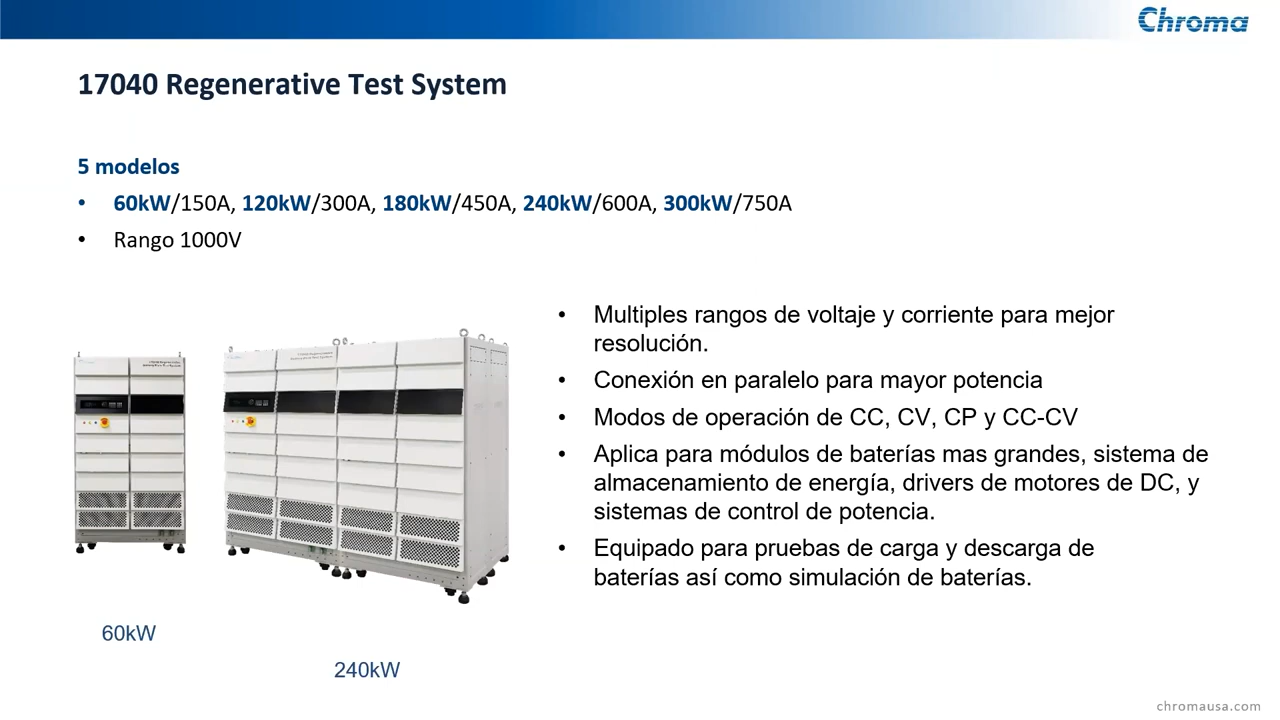 Chroma
17040 Regenerative Test System
5 modelos
• 60kW/150A, 120kW/300A, 180kW/450A, 240kW/600A, 300kW/750A
• Rango 1000V
• Multiples rangos de voltaje y corriente para mejor
resolución.
• Conexión en paralelo para mayor potencia
• Modos de operación de CC, CV, CP y CC-CV
• Aplica para módulos de baterías mas grandes, sistema de
almacenamiento de energía, drivers de motores de DC, y
sistemas de control de potencia.
• Equipado para pruebas de carga y descarga de
baterías así como simulación de baterías.
60kW
240kW
chromausa.com